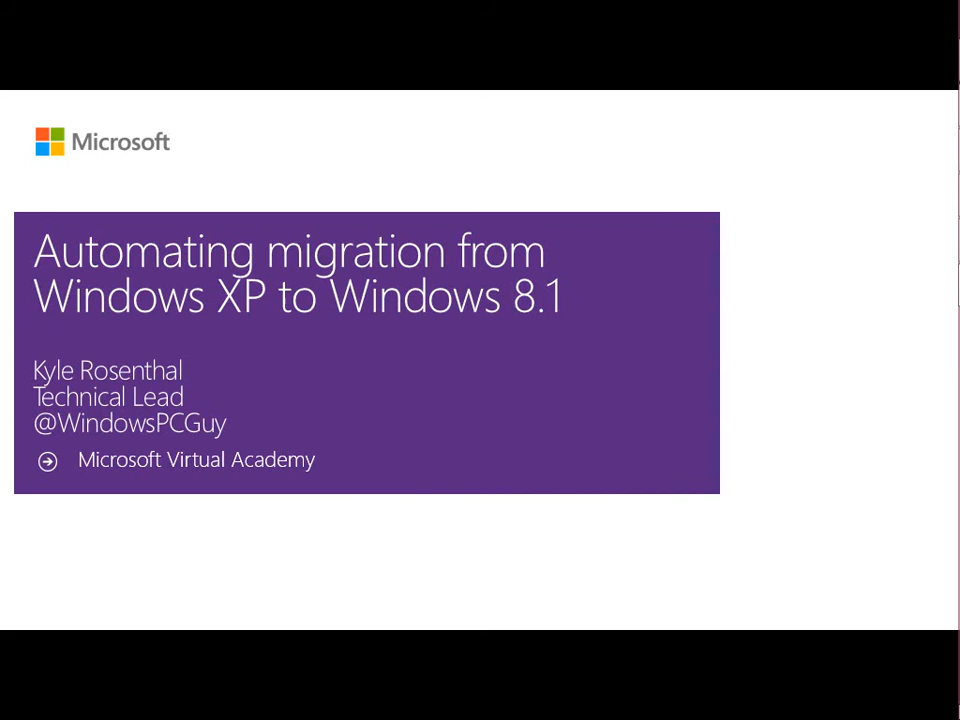 Microsoft
Automating migration from
Windows XP to Windows 8.1
Kyle Rosenthal
Technical Lead
@WindowsPCGuy
Microsoft Virtual Academy